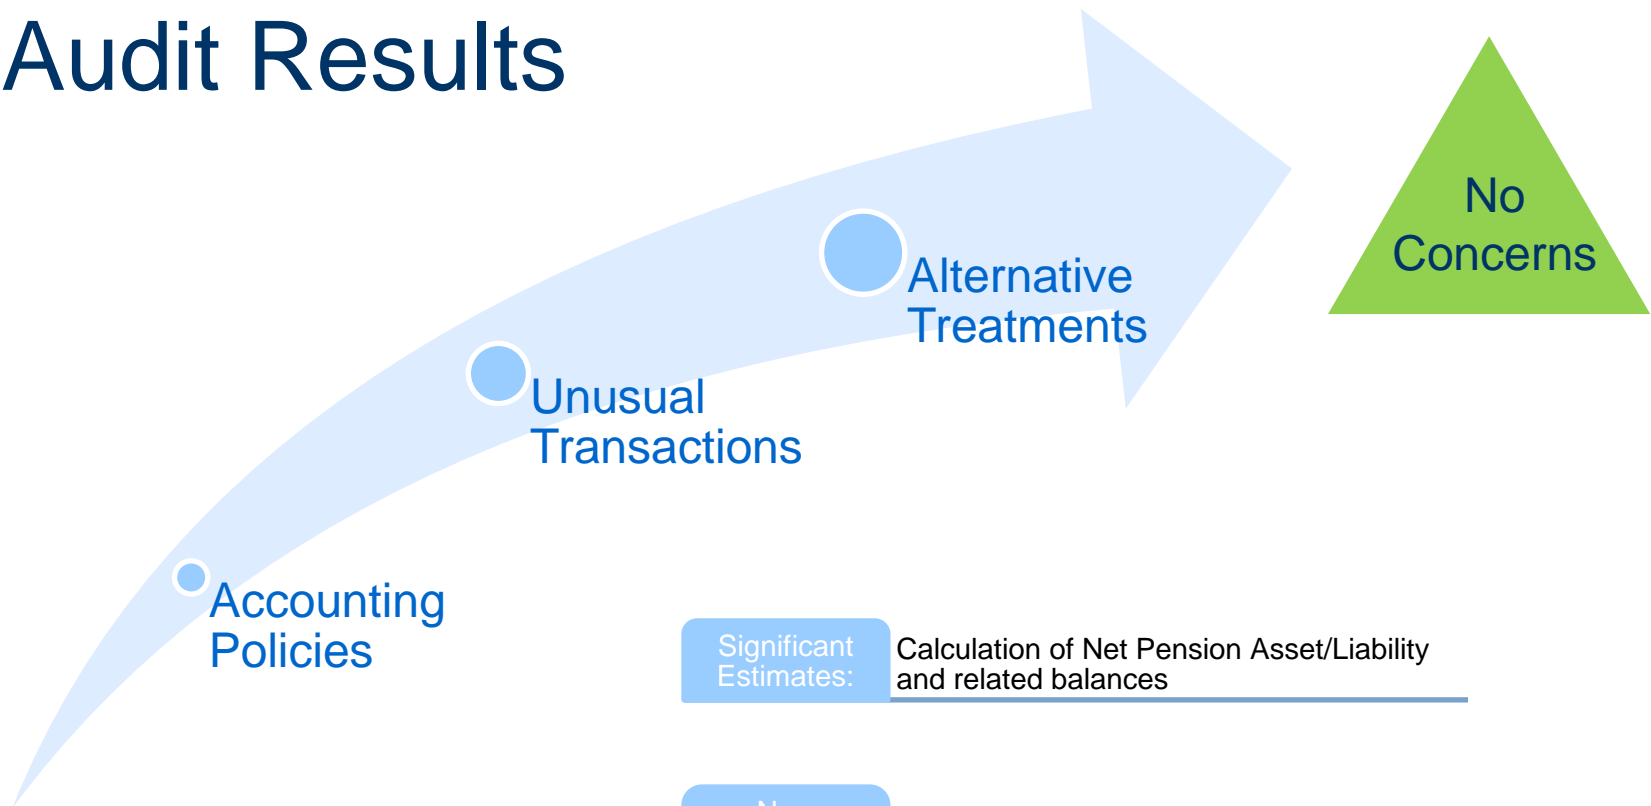 Audit Results
No
Concerns
Alternative
Treatments
Unusual
Transactions
Accounting
Policies
Significant
Estimates:
Calculation of Net Pension Asset/Liability
and related balances